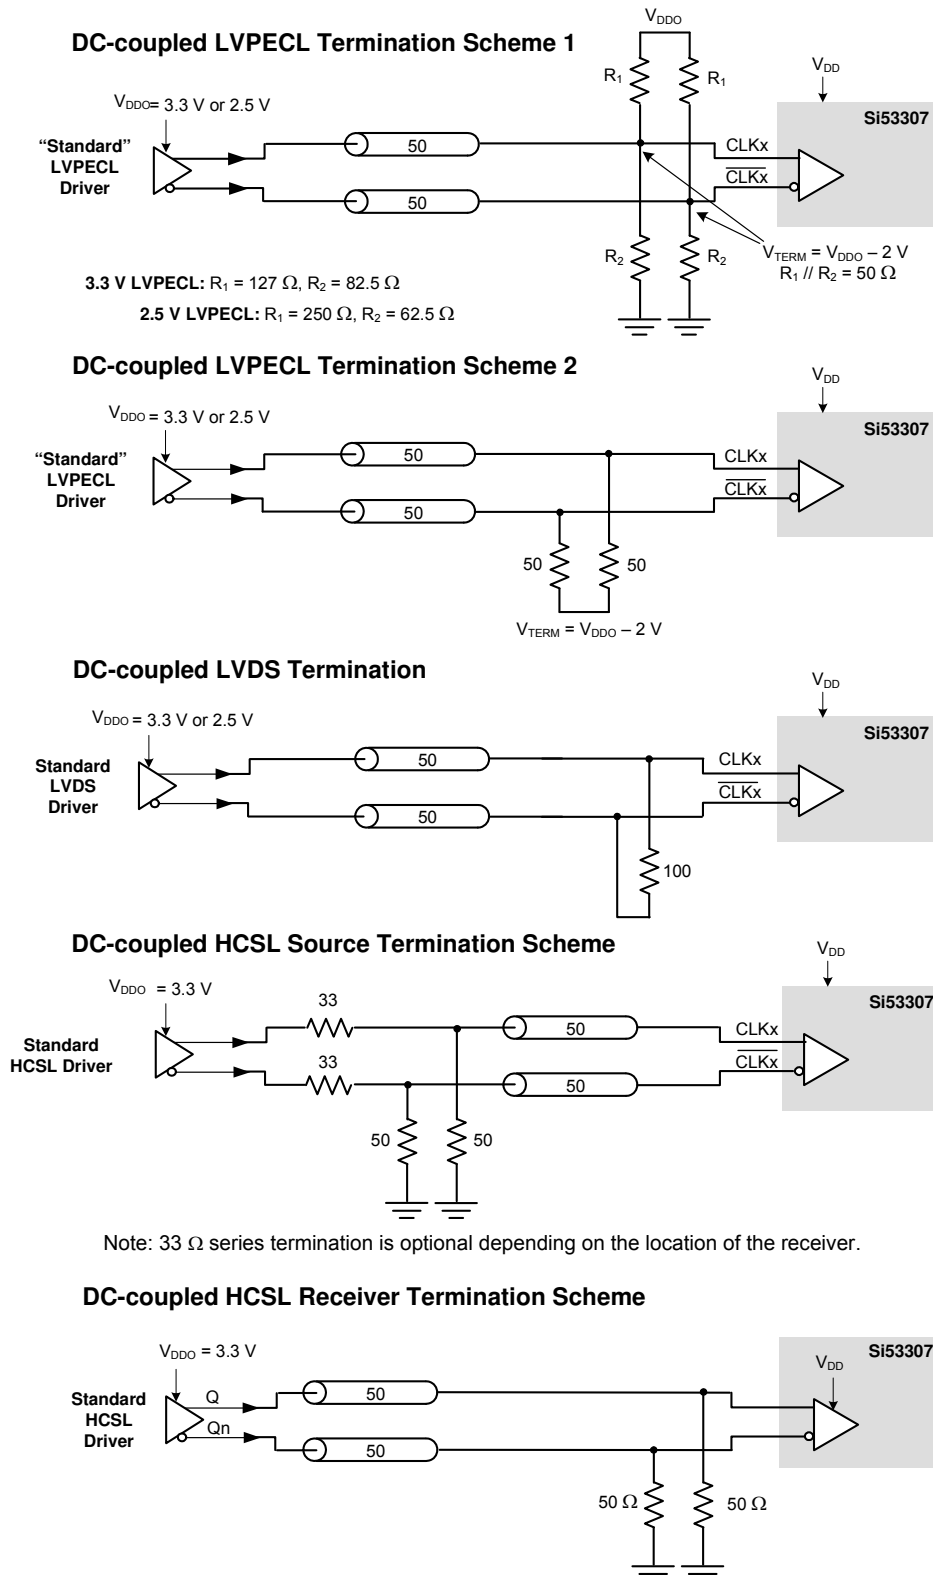 DC-coupled LVPECL Termination Scheme 1
VDDO
R1
R1
VDD
VDDO= 3.3 V or 2.5 V
Si53307
“Standard”
LVPECL
Driver
50
CLKx
50
CLKx
R2
R2
VTERM = VDDO – 2 V
R1 // R2 = 50 Ω
3.3 V LVPECL: R1 = 127 Ω, R2 = 82.5 Ω
2.5 V LVPECL: R1 = 250 Ω, R2 = 62.5 Ω
DC-coupled LVPECL Termination Scheme 2
VDD
VDDO = 3.3 V or 2.5 V
Si53307
“Standard”
LVPECL
Driver
50
CLKx
50
CLKx
50
50
VTERM = VDDO – 2 V
DC-coupled LVDS Termination
VDD
VDDO = 3.3 V or 2.5 V
Si53307
Standard
LVDS
Driver
50
CLKx
50
CLKx
100
DC-coupled HCSL Source Termination Scheme
VDD
VDDO = 3.3 V
33
Si53307
Standard
HCSL Driver
50
CLKx
33
50
CLKx
50
50
Note: 33 Ω series termination is optional depending on the location of the receiver.
DC-coupled HCSL Receiver Termination Scheme
VDDO = 3.3 V
Si53307
VDD
Standard
HCSL
Driver
Q
50
Qn
50
50 Ω
50 Ω